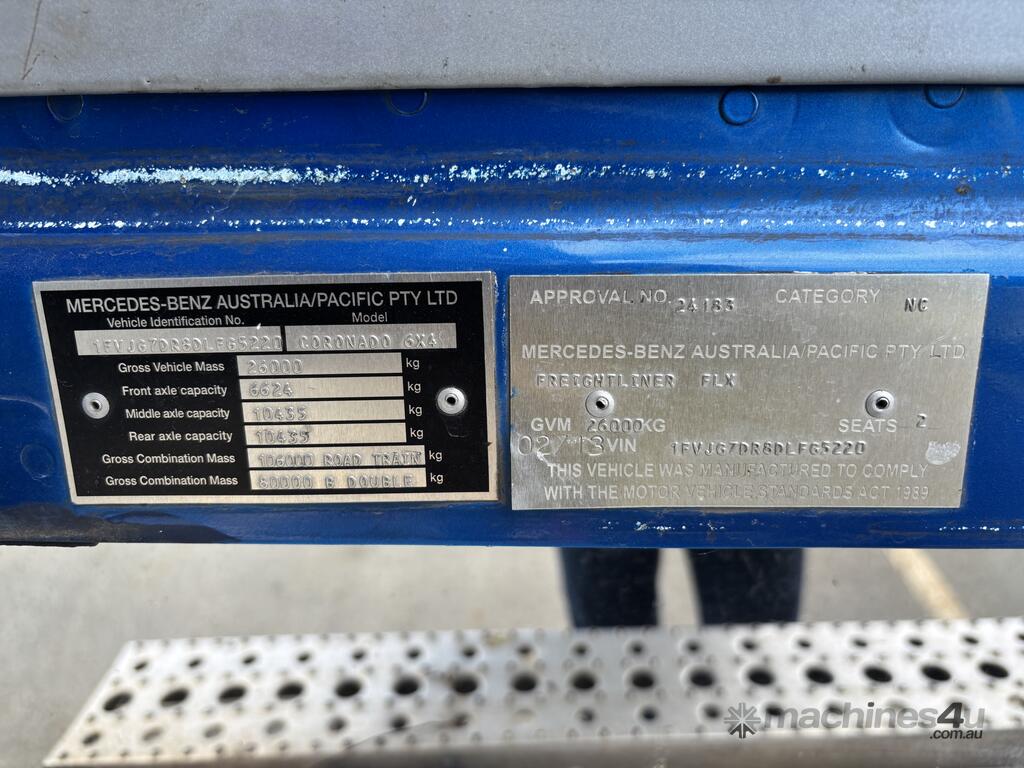 MERCEDES-BENZ AUSTRALIA/PACIFIC PTY LTD
Vehicle Identification No. Model
1FVJG7DR8DLFG5220 CORONADO 6X4
Gross Vehicle Mass 26000 kg
Front axle capacity 6624 kg
Middle axle capacity 10435 kg
Rear axle capacity 10435 kg
Gross Combination Mass 106000 ROAD TRAIN kg
Gross Combination Mass 80000 B DOUBLE kg
APPROVAL NO. 24183 CATEGORY NC
MERCEDES-BENZ AUSTRALIA/PACIFIC PTY LTD
FREIGHTLINER FLX
GVM 26000KG SEATS 2
02/13 VIN 1FVJG7DR8DLFG5220
THIS VEHICLE WAS MANUFACTURED TO COMPLY
WITH THE MOTOR VEHICLE STANDARDS ACT 1989
machines4u
.com.au